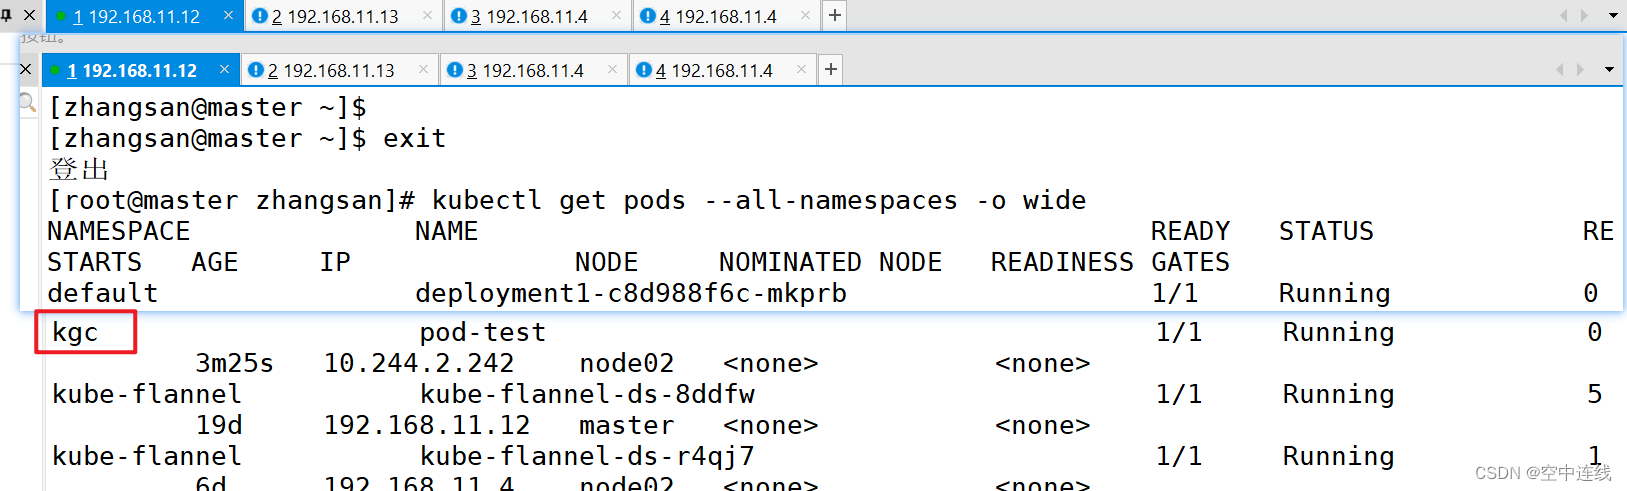 1 192.168.11.12 × 2 192.168.11.13 × 3 192.168.11.4 × 4 192.168.11.4 × +
按钮。
1 192.168.11.12 × 2 192.168.11.13 × 3 192.168.11.4 × 4 192.168.11.4 × +
[zhangsan@master ~]$
[zhangsan@master ~]$ exit
登出
[root@master zhangsan]# kubectl get pods --all-namespaces -o wide
NAMESPACE NAME READY STATUS RE
STARTS AGE IP NODE NOMINATED NODE READINESS GATES
default deployment1-c8d988f6c-mkprb 1/1 Running 0
kgc pod-test 1/1 Running 0
3m25s 10.244.2.242 node02 <none> <none>
kube-flannel kube-flannel-ds-8ddfw 1/1 Running 5
19d 192.168.11.12 master <none> <none>
kube-flannel kube-flannel-ds-r4qj7 1/1 Running 1
6d 192.168.11.4 node02 <none> <none>
CSDN @空中连线